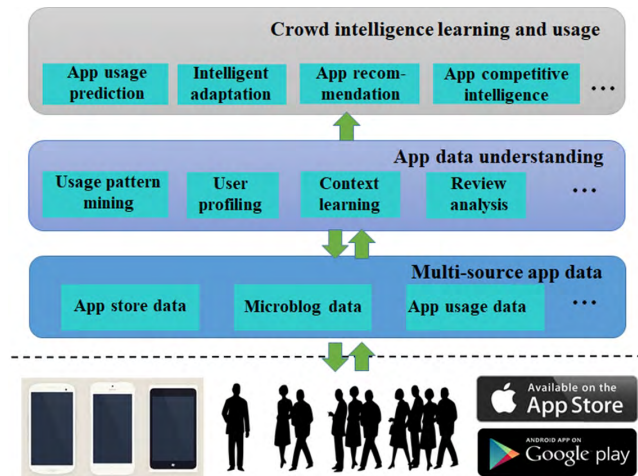 Crowd intelligence learning and usage
App usage
prediction
Intelligent
adaptation
App recom-
mendation
App competitive
intelligence
...
App data understanding
Usage pattern
mining
User
profiling
Context
learning
Review
analysis
...
Multi-source app data
App store data
Microblog data
App usage data
...
Available on the
App Store
ANDROID APP ON
Google play